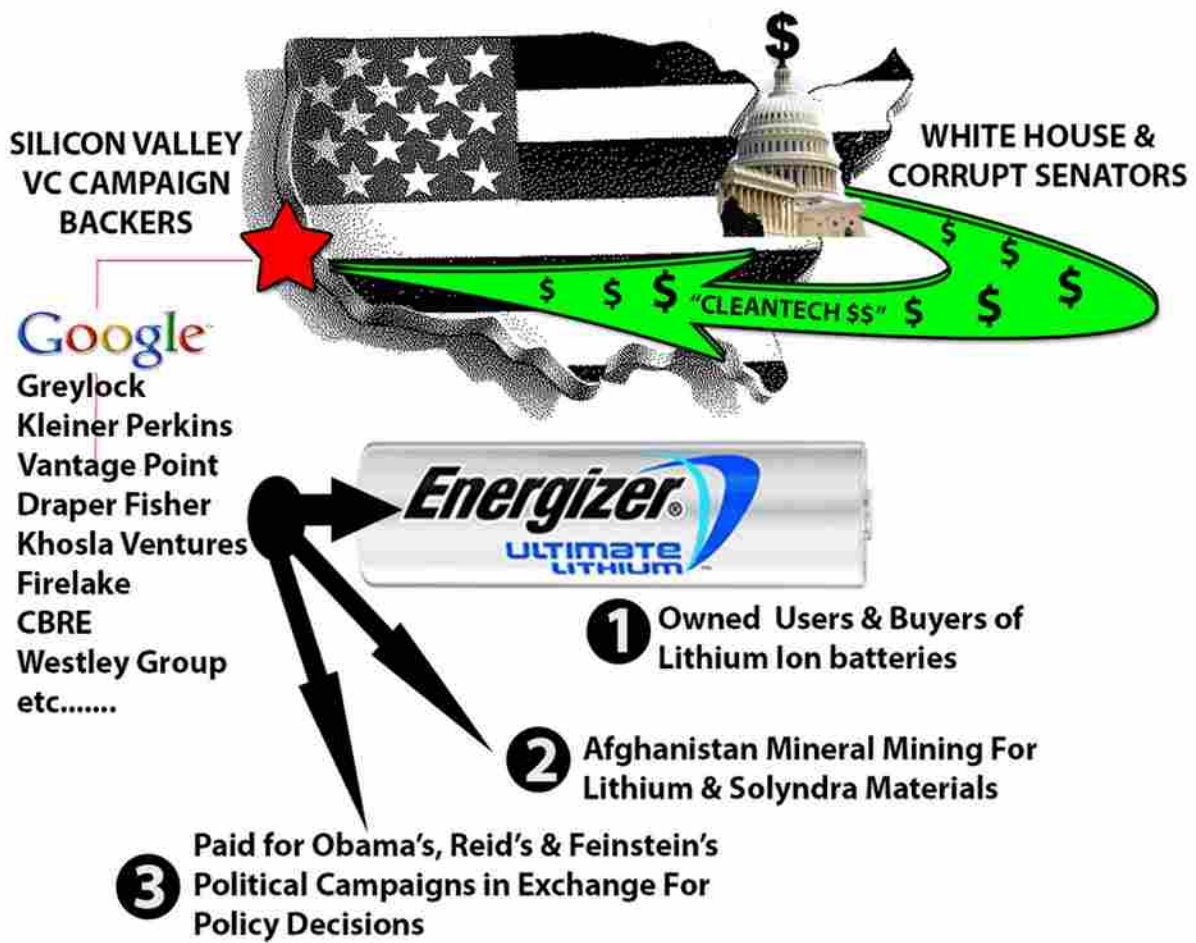 $
SILICON VALLEY
VC CAMPAIGN
BACKERS
WHITE HOUSE &
CORRUPT SENATORS
$ $ $ "CLEANTECH $$" $ $ $ $ $
Google
Greylock
Kleiner Perkins
Vantage Point
Draper Fisher
Khosla Ventures
Firelake
CBRE
Westley Group
etc.......
Energizer®
ULTIMATE
LITHIUM™
1 Owned Users & Buyers of
Lithium Ion batteries
2 Afghanistan Mineral Mining For
Lithium & Solyndra Materials
3 Paid for Obama's, Reid's & Feinstein's
Political Campaigns in Exchange For
Policy Decisions